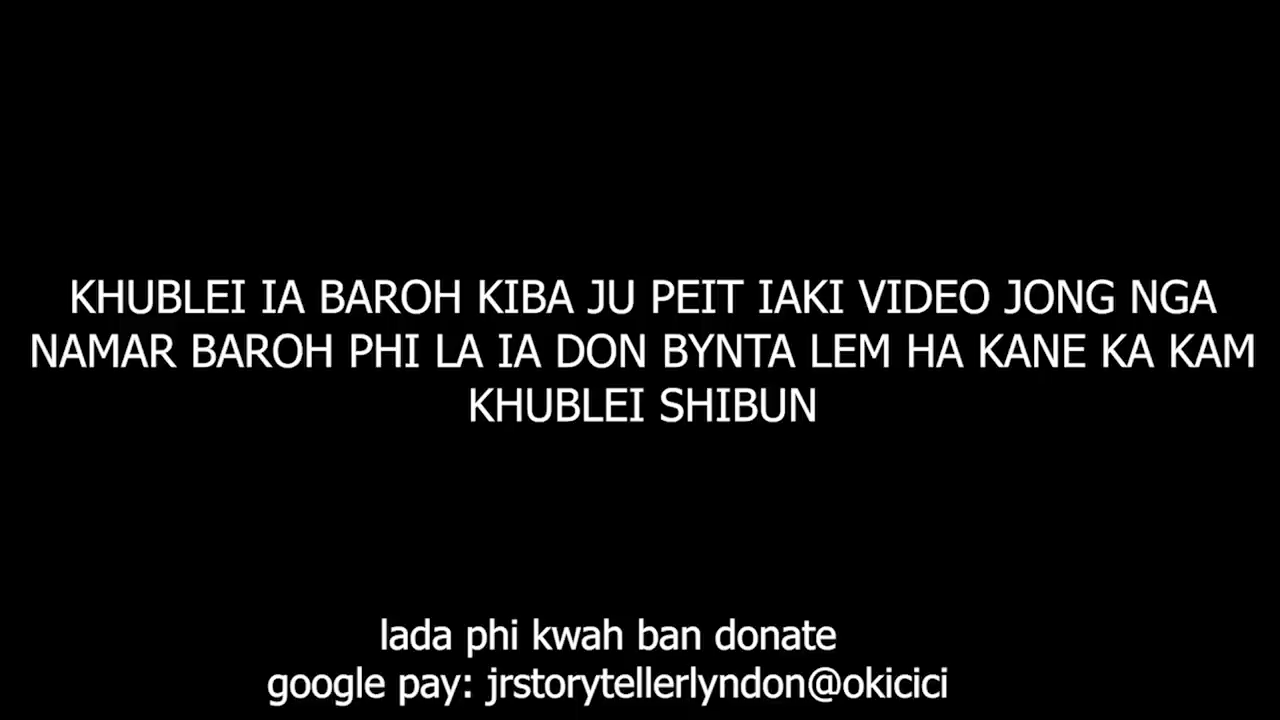 KHUBLEI IA BAROH KIBA JU PEIT IAKI VIDEO JONG NGA
NAMAR BAROH PHI LA IA DON BYNTA LEM HA KANE KA KAM
KHUBLEI SHIBUN
lada phi kwah ban donate
google pay: jrstorytellerlyndon@okicici